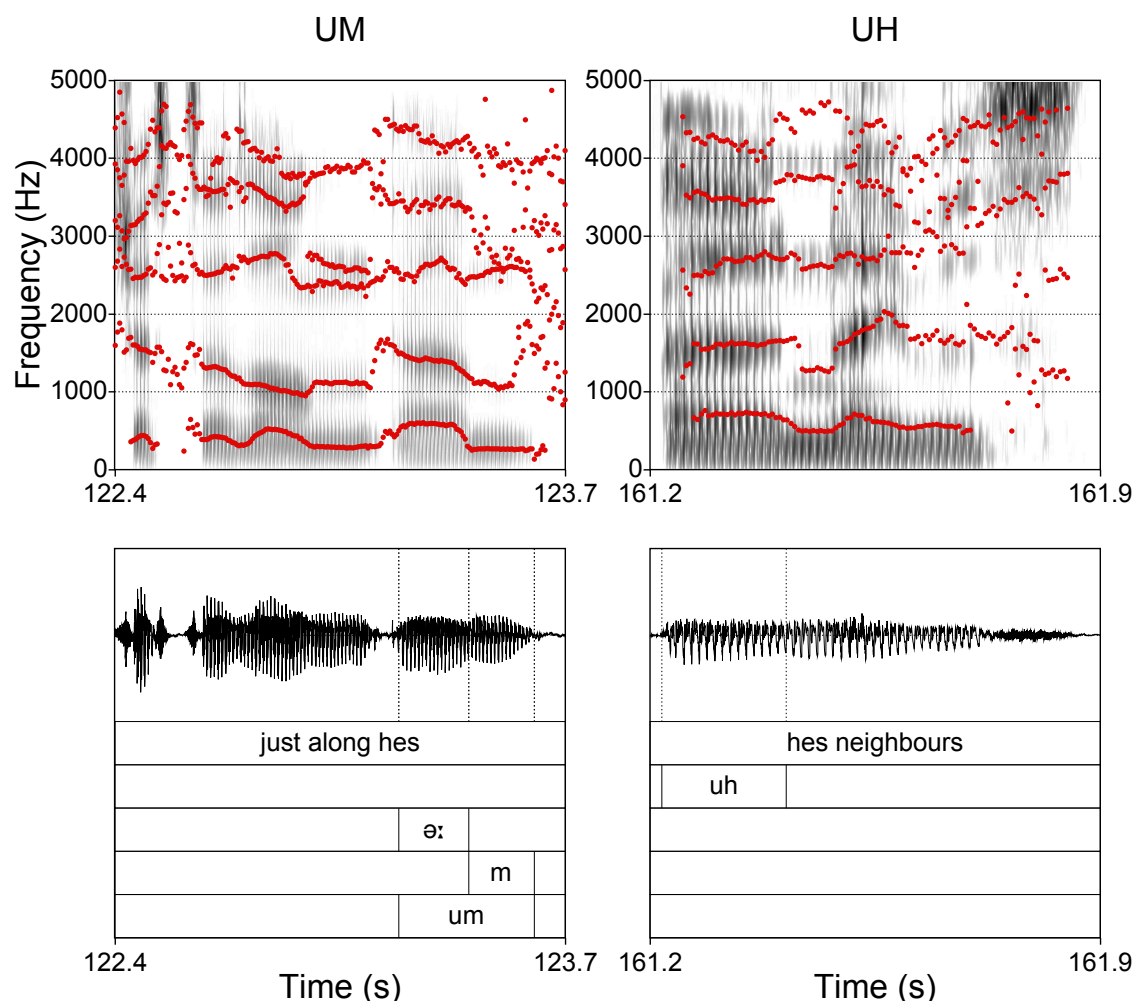 UM UH
5000 5000
4000 4000
3000 3000
2000 2000
1000 1000
0 0
Frequency (Hz)
122.4 123.7 161.2 161.9
just along hes hes neighbours
uh
əː
m
um
122.4 123.7 161.2 161.9
Time (s) Time (s)